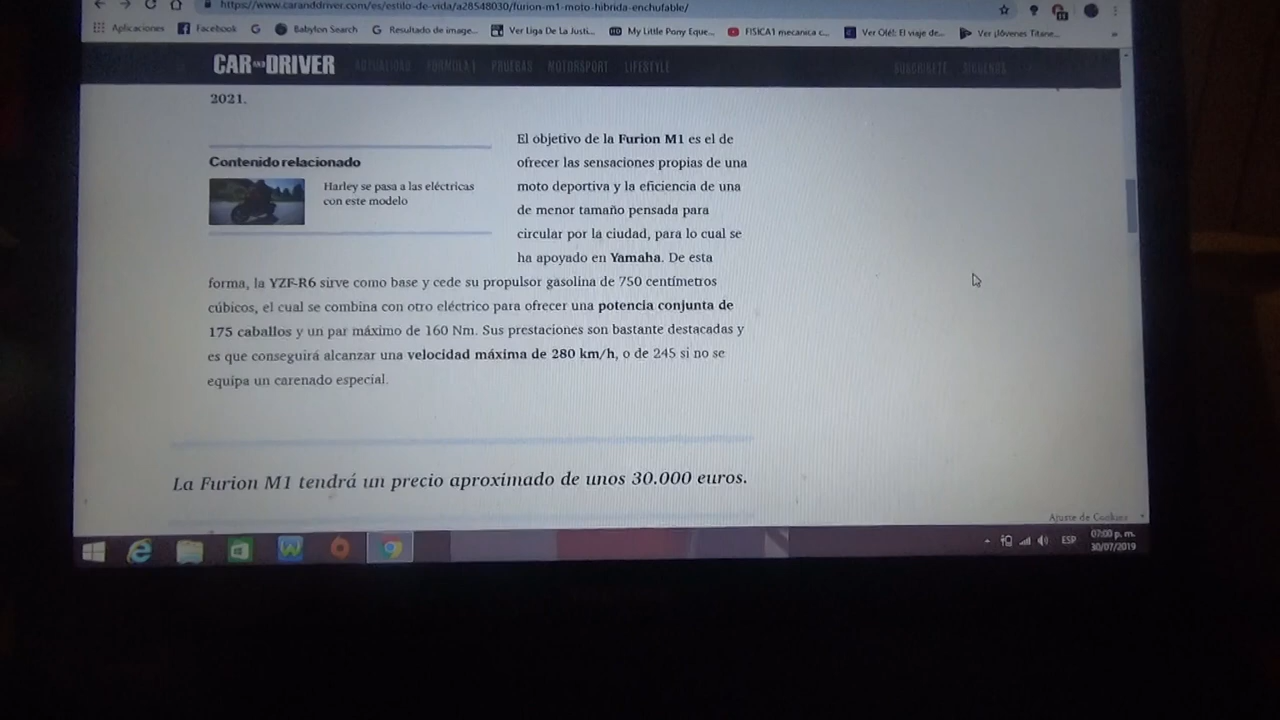 https://www.caranddriver.com/es/estilo-de-vida/a28548030/furion-m1-moto-hibrida-enchufable/
Aplicaciones Facebook Babylon Search Resultado de image... Ver Liga De La Justi... My Little Pony Eque... FISICA1 mecanica c... Ver Olé!: El viaje de... Ver ¡Jóvenes Titane...
CAR AND DRIVER ACTUALIDAD FORMULA 1 PRUEBAS MOTORSPORT LIFESTYLE SUSCRÍBETE SÍGUENOS
2021.
Contenido relacionado
Harley se pasa a las eléctricas
con este modelo
El objetivo de la Furion M1 es el de
ofrecer las sensaciones propias de una
moto deportiva y la eficiencia de una
de menor tamaño pensada para
circular por la ciudad, para lo cual se
ha apoyado en Yamaha. De esta
forma, la YZF-R6 sirve como base y cede su propulsor gasolina de 750 centímetros
cúbicos, el cual se combina con otro eléctrico para ofrecer una potencia conjunta de
175 caballos y un par máximo de 160 Nm. Sus prestaciones son bastante destacadas y
es que conseguirá alcanzar una velocidad máxima de 280 km/h, o de 245 si no se
equipa un carenado especial.
La Furion M1 tendrá un precio aproximado de unos 30.000 euros.
Ajuste de Cookies
ESP
07:00 p. m.
30/07/2019